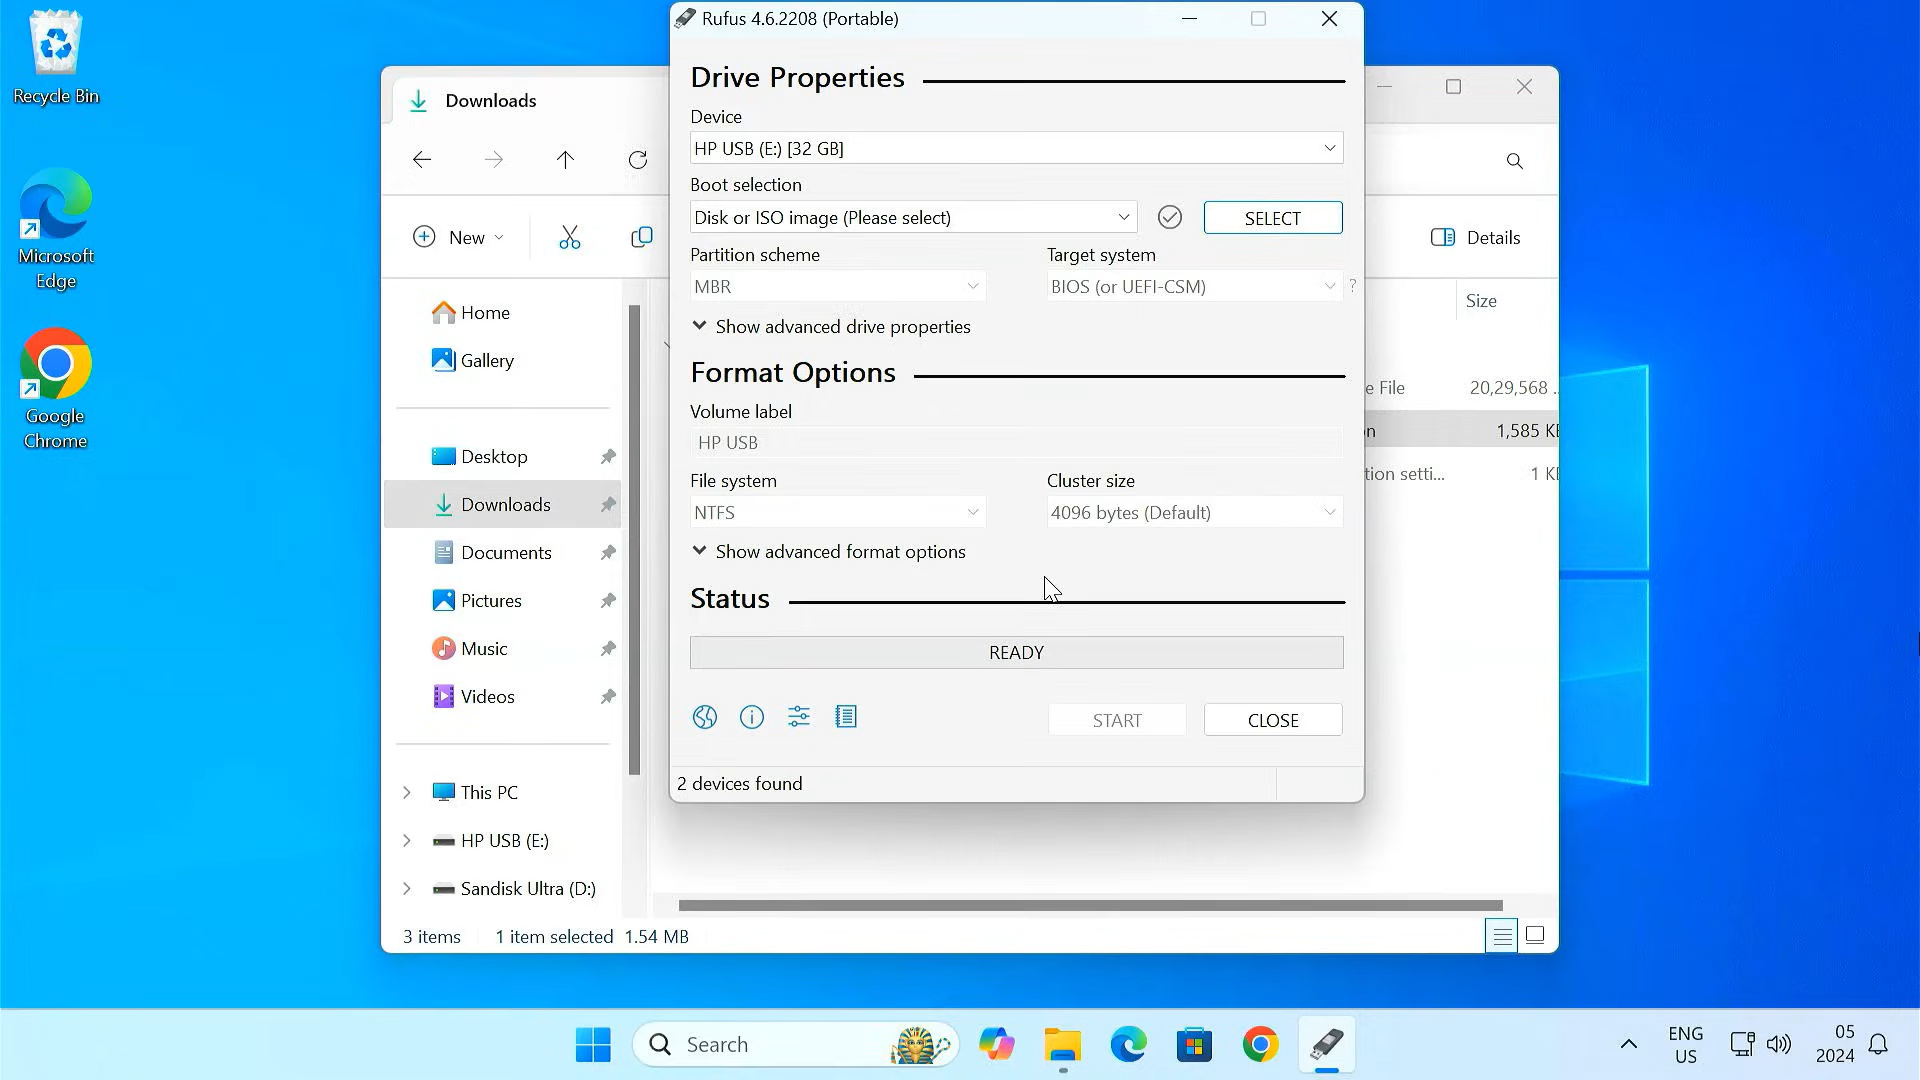 Recycle Bin
Microsoft
Edge
Google
Chrome
Rufus 4.6.2208 (Portable)
Drive Properties
Device
HP USB (E:) [32 GB]
Boot selection
Disk or ISO image (Please select)
SELECT
Partition scheme
Target system
MBR
BIOS (or UEFI-CSM)
?
Show advanced drive properties
Format Options
Volume label
HP USB
File system
Cluster size
NTFS
4096 bytes (Default)
Show advanced format options
Status
READY
START
CLOSE
2 devices found
Downloads
New
Details
Home
Gallery
Desktop
Downloads
Documents
Pictures
Music
Videos
This PC
HP USB (E:)
Sandisk Ultra (D:)
Size
e File 20,29,568 ..
n 1,585 KB
tion setti... 1 KB
3 items 1 item selected 1.54 MB
Search
ENG
US
05
2024